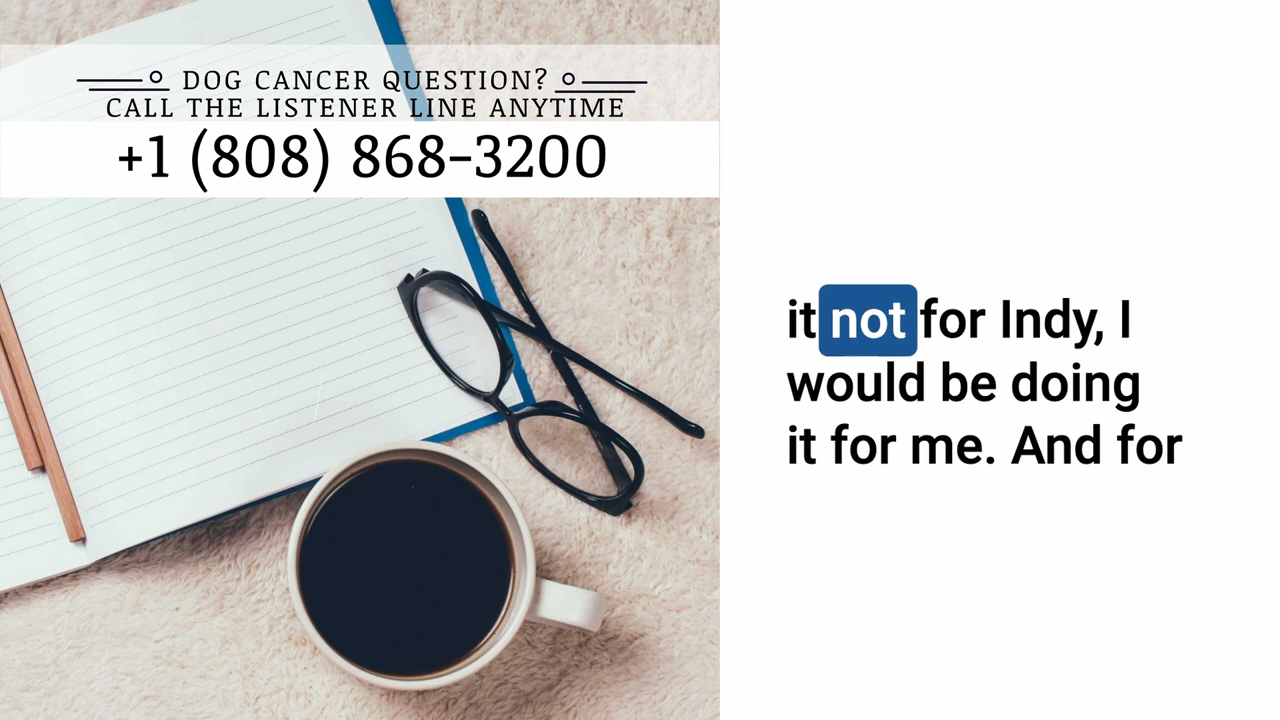 DOG CANCER QUESTION?
CALL THE LISTENER LINE ANYTIME
+1 (808) 868-3200
it not for Indy, I
would be doing
it for me. And for